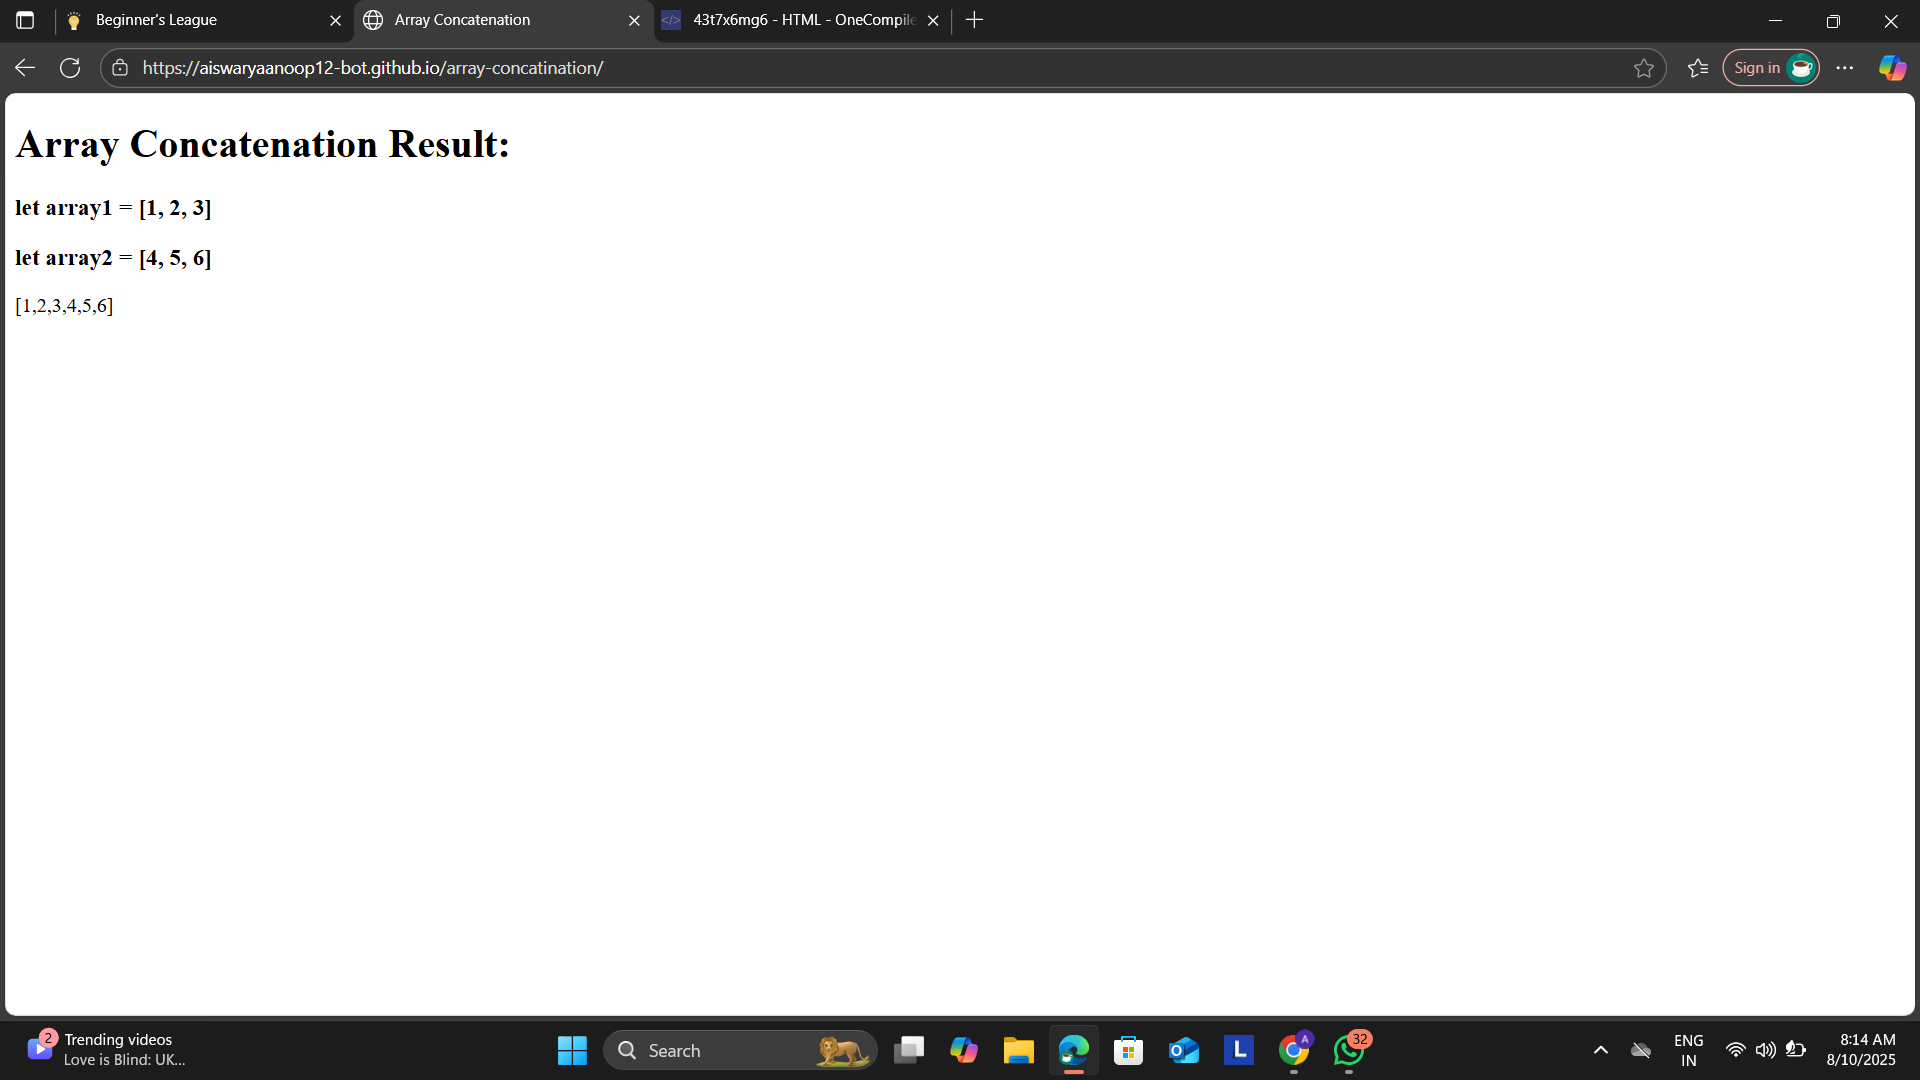 Beginner's League
Array Concatenation
43t7x6mg6 - HTML - OneCompile
https://aiswaryaanoop12-bot.github.io/array-concatination/
Sign in
Array Concatenation Result:
let array1 = [1, 2, 3]
let array2 = [4, 5, 6]
[1,2,3,4,5,6]
2
Trending videos
Love is Blind: UK...
Search
L
A
32
ENG
IN
8:14 AM
8/10/2025